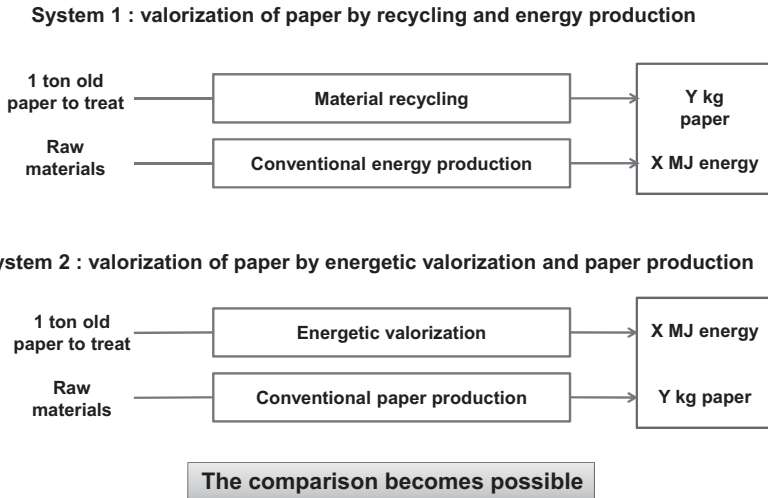 System 1 : valorization of paper by recycling and energy production
1 ton old
paper to treat
Material recycling
Y kg
paper
Raw
materials
Conventional energy production
X MJ energy
ystem 2 : valorization of paper by energetic valorization and paper production
1 ton old
paper to treat
Energetic valorization
X MJ energy
Raw
materials
Conventional paper production
Y kg paper
The comparison becomes possible